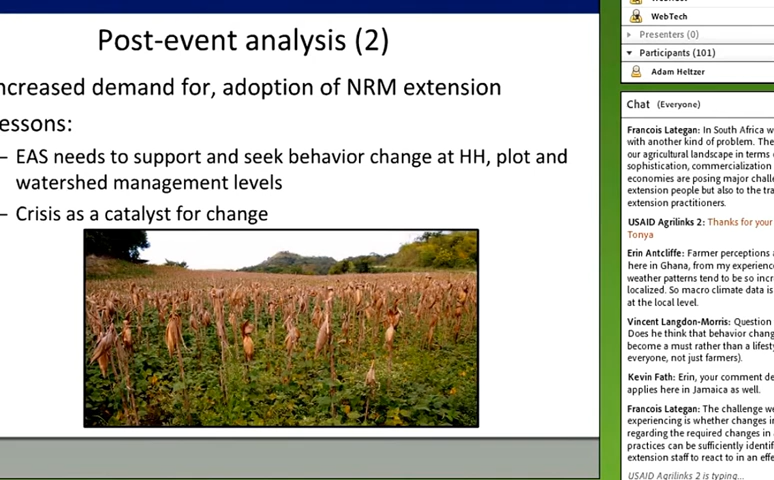 Post-event analysis (2)
ncreased demand for, adoption of NRM extension
essons:
– EAS needs to support and seek behavior change at HH, plot and
watershed management levels
– Crisis as a catalyst for change
WebTech
Presenters (0)
Participants (101)
Adam Heltzer
Chat (Everyone)
Francois Lategan: In South Africa w
with another kind of problem. The
our agricultural landscape in terms o
sophistication, commercialization
economies are posing major challe
extension people but also to the tra
extension practitioners.
USAID Agrilinks 2: Thanks for your
Tonya
Erin Antcliffe: Farmer perceptions a
here in Ghana, from my experience
weather patterns tend to be so incr
localized. So macro climate data is
at the local level.
Vincent Langdon-Morris: Question
Does he think that behavior chang
become a must rather than a lifesty
everyone, not just farmers).
Kevin Fath: Erin, your comment de
applies here in Jamaica as well.
Francois Lategan: The challenge we
experiencing is whether changes in
regarding the required changes in a
practices can be sufficiently identif
extension staff to react to in an effe
USAID Agrilinks 2 is typing...